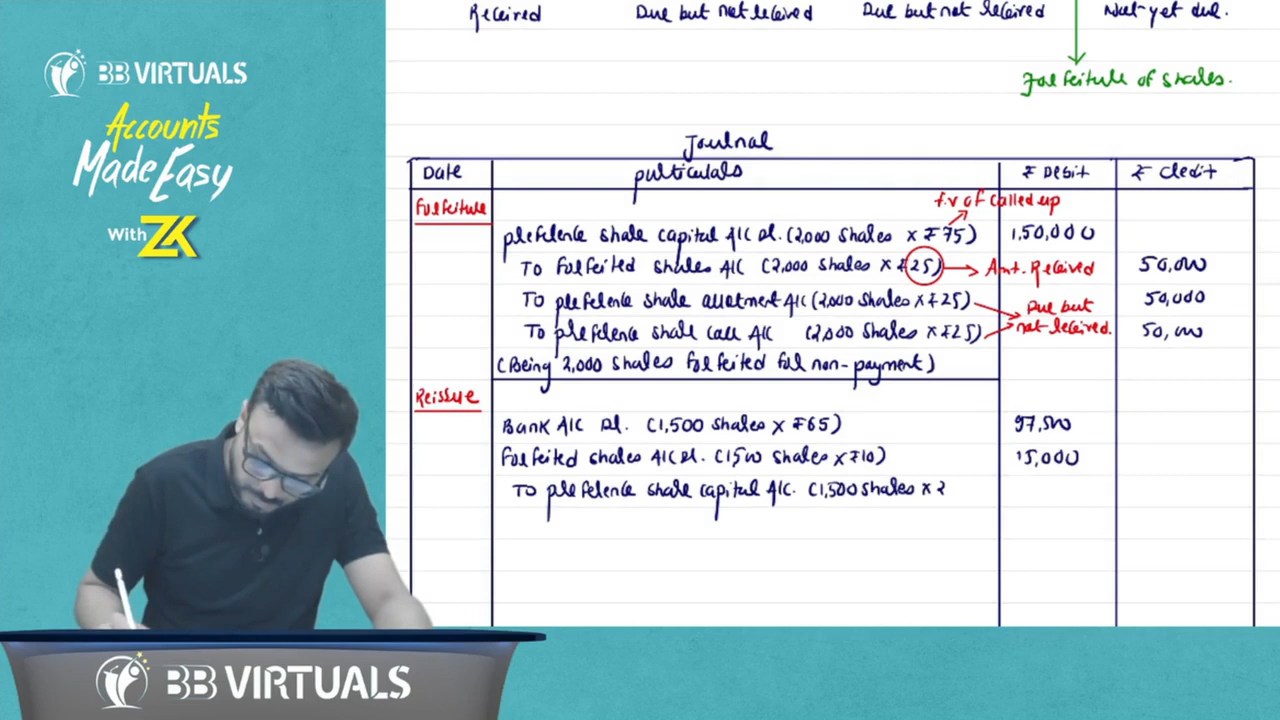 BB VIRTUALS
Accounts
Made Easy
With ZK
Received Due but not received Due but not received Not-yet due.
Forfeiture of Shares.
Journal
Date particulars ₹ Debit ₹ Credit
Forfeiture f.v of called up
preference share capital A/C Dr. (2,000 shares × ₹75) 1,50,000
To forfeited shares A/C (2,000 shares × ₹25) Amt. Received 50,000
To preference share allotment A/C (2,000 shares × ₹25) Due but 50,000
To preference share call A/C (2,000 shares × ₹25) not received. 50,000
(Being 2,000 shares forfeited for non-payment)
Reissue
Bank A/C Dr. (1,500 shares × ₹65) 97,500
Forfeited shares A/C Dr. (1,500 shares × ₹10) 15,000
To preference share capital A/C. (1,500 shares × ₹
BB VIRTUALS